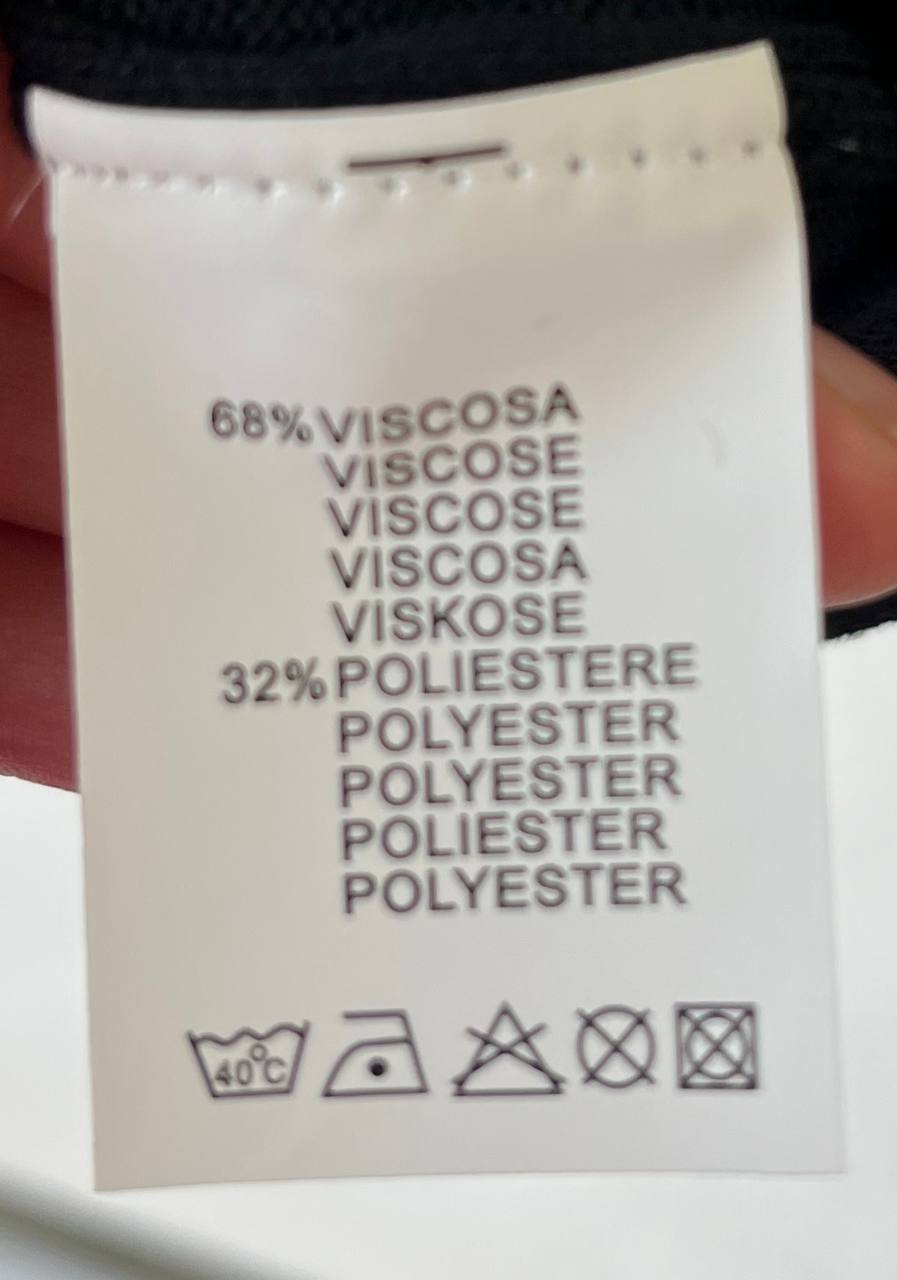 68% VISCOSA
VISCOSE
VISCOSE
VISCOSA
VISKOSE
32% POLIESTERE
POLYESTER
POLYESTER
POLIESTER
POLYESTER
40°C